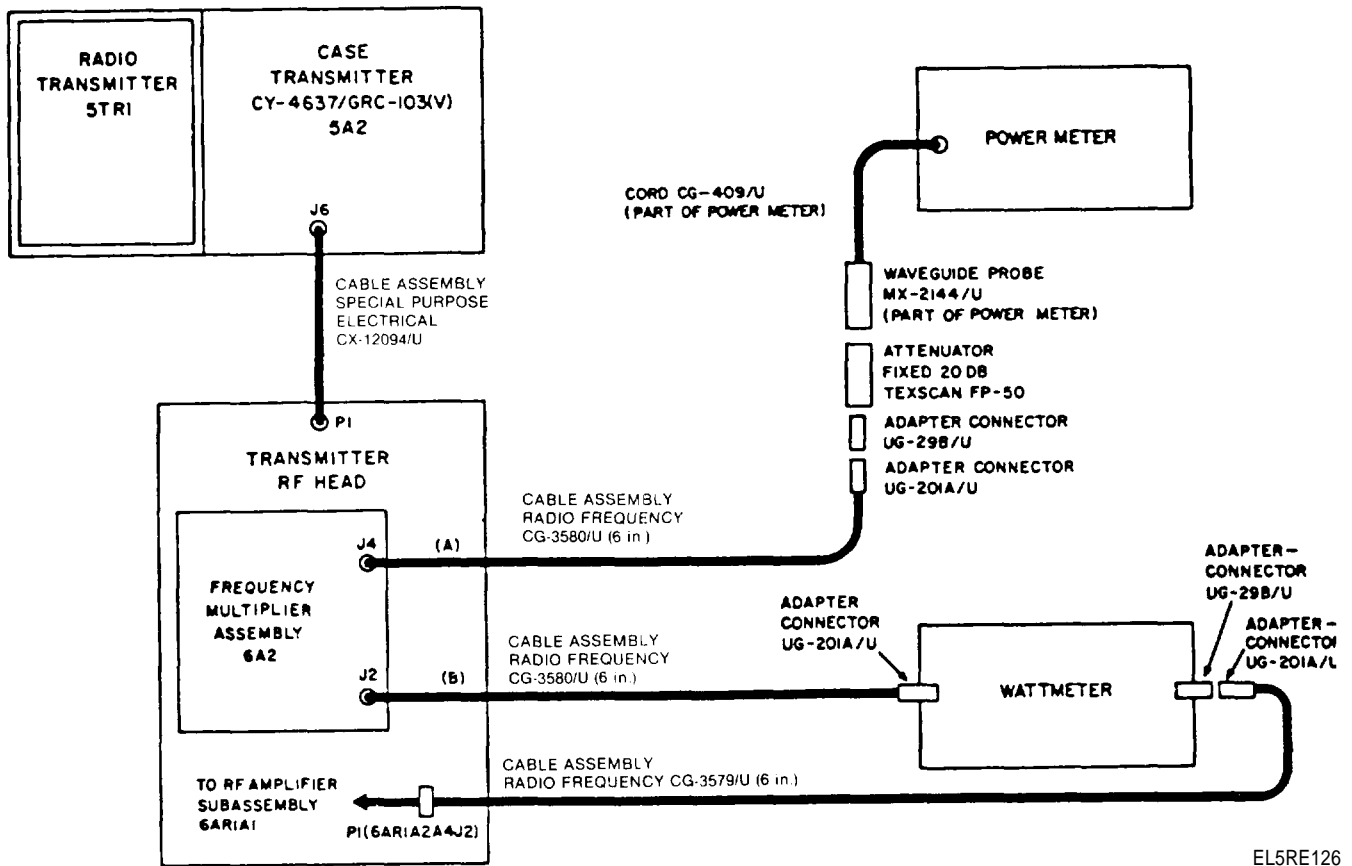 RADIO
TRANSMITTER
5TR1
CASE
TRANSMITTER
CY-4637/GRC-103(V)
5A2
J6
CABLE ASSEMBLY
SPECIAL PURPOSE
ELECTRICAL
CX-12094/U
P1
TRANSMITTER
RF HEAD
POWER METER
CORD CG-409/U
(PART OF POWER METER)
WAVEGUIDE PROBE
MX-2144/U
(PART OF POWER METER)
ATTENUATOR
FIXED 20 DB
TEXSCAN FP-50
ADAPTER CONNECTOR
UG-29B/U
ADAPTER CONNECTOR
UG-201A/U
CABLE ASSEMBLY
RADIO FREQUENCY
CG-3580/U (6 in.)
J4
(A)
FREQUENCY
MULTIPLIER
ASSEMBLY
6A2
J2
(B)
CABLE ASSEMBLY
RADIO FREQUENCY
CG-3580/U (6 in.)
ADAPTER
CONNECTOR
UG-201A/U
WATTMETER
ADAPTER-
CONNECTOR
UG-29B/U
ADAPTER-
CONNECTO
UG-201A/
CABLE ASSEMBLY
RADIO FREQUENCY CG-3579/U (6 in.)
TO RF AMPLIFIER
SUBASSEMBLY
6AR1A1
P1(6AR1A2A4J2)
EL5RE126